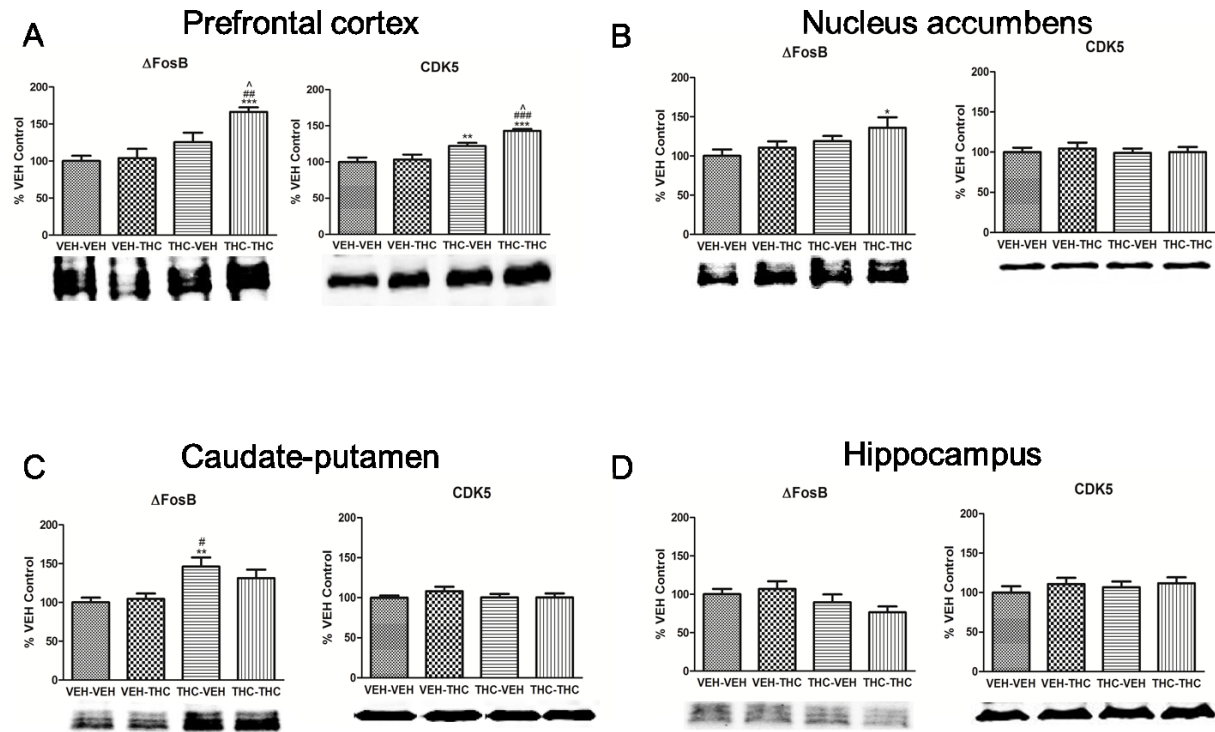 A
Prefrontal cortex
ΔFosB
% VEH Control
200
150
100
50
0
^
##
***
VEH-VEH VEH-THC THC-VEH THC-THC
CDK5
% VEH Control
200
150
100
50
0
**
^
###
***
VEH-VEH VEH-THC THC-VEH THC-THC
B
Nucleus accumbens
ΔFosB
% VEH Control
200
150
100
50
0
*
VEH-VEH VEH-THC THC-VEH THC-THC
CDK5
% VEH Control
200
150
100
50
0
VEH-VEH VEH-THC THC-VEH THC-THC
C
Caudate-putamen
ΔFosB
% VEH Control
200
150
100
50
0
#
**
VEH-VEH VEH-THC THC-VEH THC-THC
CDK5
% VEH Control
200
150
100
50
0
VEH-VEH VEH-THC THC-VEH THC-THC
D
Hippocampus
ΔFosB
% VEH Control
200
150
100
50
0
VEH-VEH VEH-THC THC-VEH THC-THC
CDK5
% VEH Control
200
150
100
50
0
VEH-VEH VEH-THC THC-VEH THC-THC